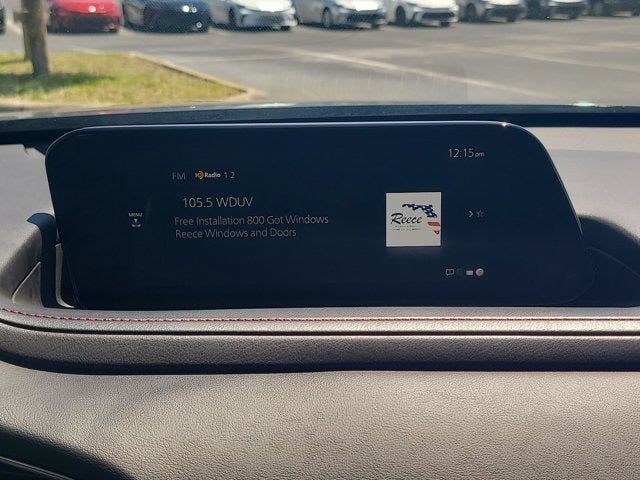 12:15pm
FM HD Radio 1 2
105.5 WDUV
MENU
Free Installation 800 Got Windows
Reece Windows and Doors
Reece